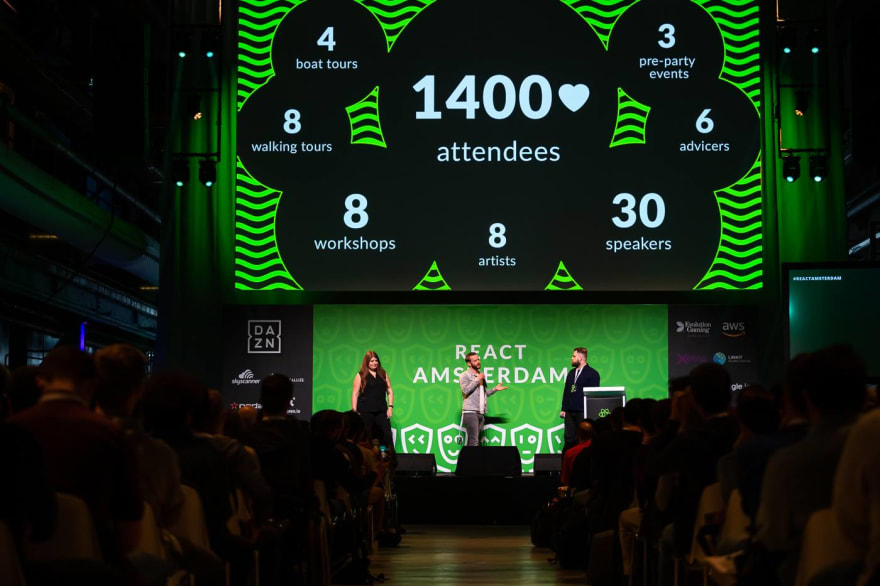 4
boat tours
3
pre-party
events
1400
attendees
8
walking tours
6
advicers
8
workshops
8
artists
30
speakers
#REACTAMSTERDAM
DA
ZN
Evolution
Gaming
aws
REACT
AMSTERDAM
skyscanner